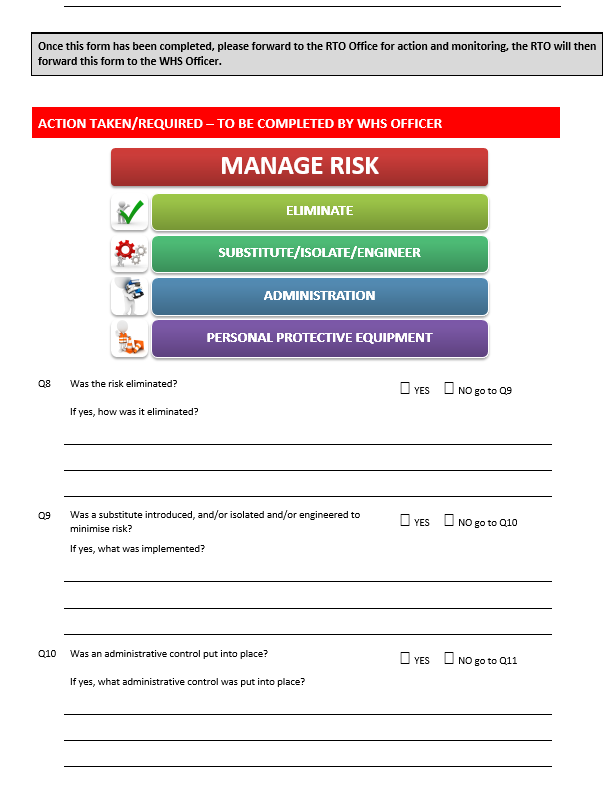 Once this form has been completed, please forward to the RTO Office for action and monitoring, the RTO will then
forward this form to the WHS Officer.
ACTION TAKEN/REQUIRED – TO BE COMPLETED BY WHS OFFICER
MANAGE RISK
ELIMINATE
SUBSTITUTE/ISOLATE/ENGINEER
ADMINISTRATION
PERSONAL PROTECTIVE EQUIPMENT
Q8 Was the risk eliminated? ☐ YES ☐ NO go to Q9
If yes, how was it eliminated?
Q9 Was a substitute introduced, and/or isolated and/or engineered to
minimise risk? ☐ YES ☐ NO go to Q10
If yes, what was implemented?
Q10 Was an administrative control put into place? ☐ YES ☐ NO go to Q11
If yes, what administrative control was put into place?